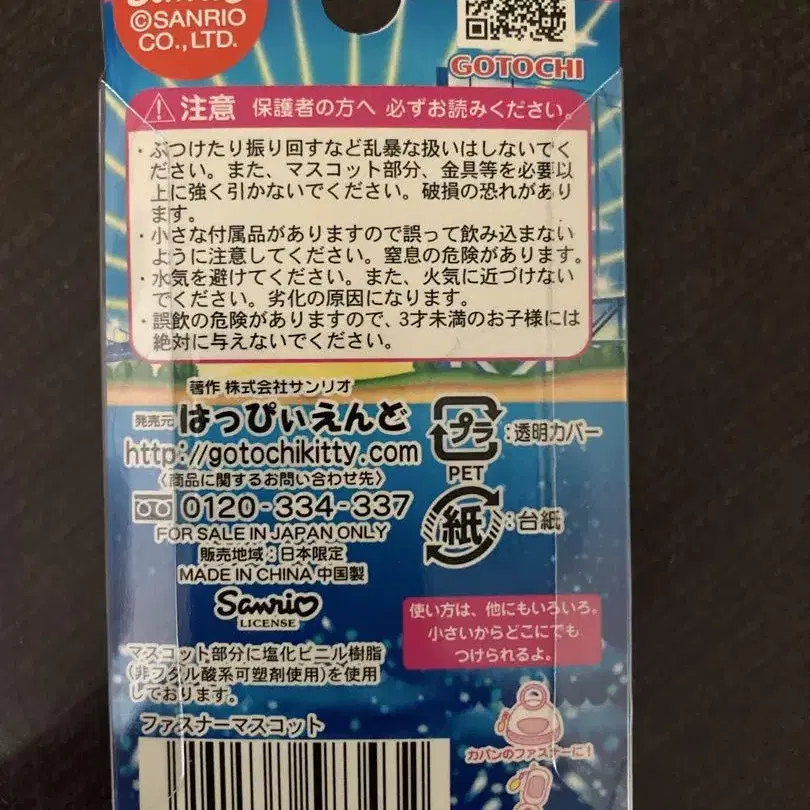 ©SANRIO
CO., LTD.
GOTOCHI
注意 保護者の方へ 必ずお読みください。
・ぶつけたり振り回すなど乱暴な扱いはしないでく
ださい。また、マスコット部分、金具等を必要以
上に強く引かないでください。破損の恐れがあり
ます。
・小さな付属品がありますので誤って飲み込まない
ように注意してください。窒息の危険があります。
・水気を避けてください。また、火気に近づけない
でください。劣化の原因になります。
・誤飲の危険がありますので、3才未満のお子様には
絶対に与えないでください。
著作 株式会社サンリオ
発売元 はっぴぃえんど
http://gotochikitty.com
〈商品に関するお問い合わせ先〉
0120-334-337
FOR SALE IN JAPAN ONLY
販売地域：日本限定
MADE IN CHINA 中国製
Sanrio
LICENSE
プラ：透明カバー
PET
紙：台紙
使い方は、他にもいろいろ。
小さいからどこにでも
つけられるよ。
マスコット部分に塩化ビニル樹脂
(非フタル酸系可塑剤使用)を使用
しております。
ファスナーマスコット
カバンのファスナーに！